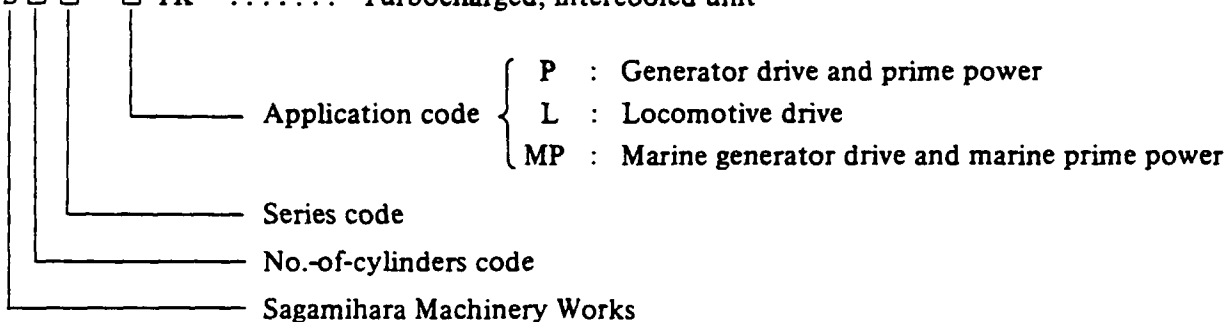 S□□-□TK ....... Turbocharged, intercooled unit
P : Generator drive and prime power
Application code { L : Locomotive drive
MP : Marine generator drive and marine prime power
Series code
No.-of-cylinders code
Sagamihara Machinery Works